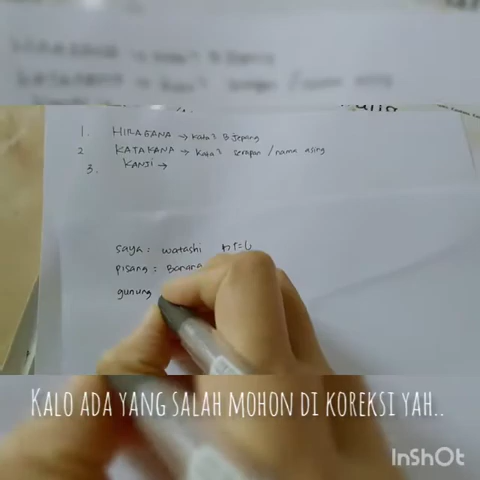 1. HIRAGANA → kata² B Jepang
2 KATAKANA → kata² serapan / nama asing
3. KANJI →
saya : watashi わたし
pisang : Banana
gunung
KALO ADA YANG SALAH MOHON DI KOREKSI YAH..
InShOt